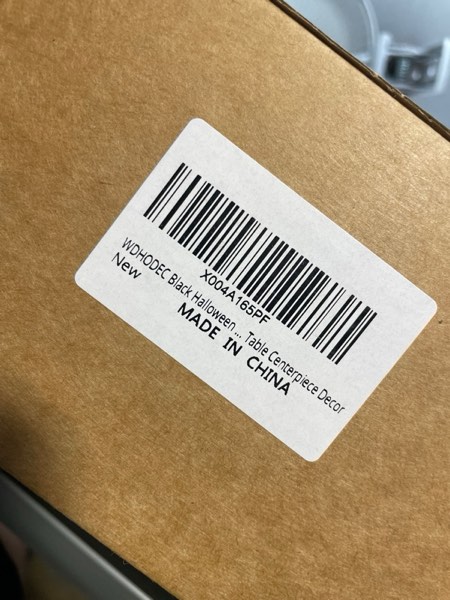 X004A165PF
WDHODEC Black Halloween... Table Centerpiece Decor
New
MADE IN CHINA